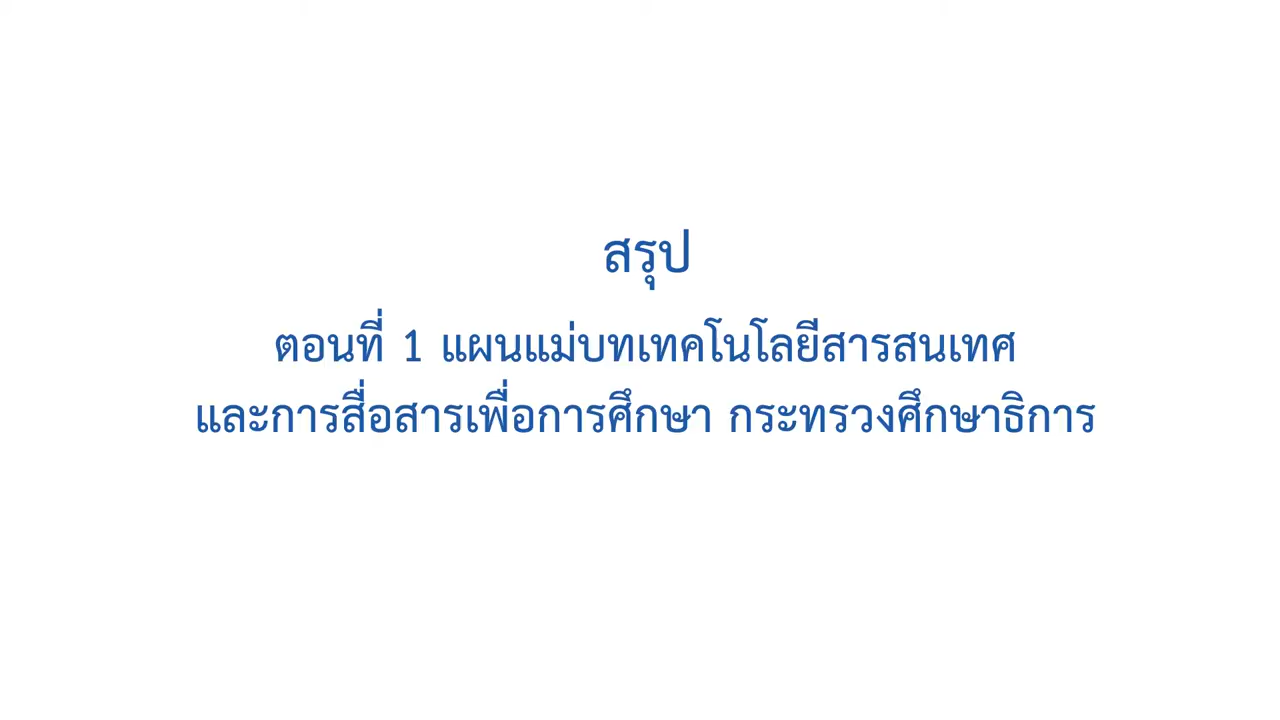 สรุป
ตอนที่ 1 แผนแม่บทเทคโนโลยีสารสนเทศ
และการสื่อสารเพื่อการศึกษา กระทรวงศึกษาธิการ